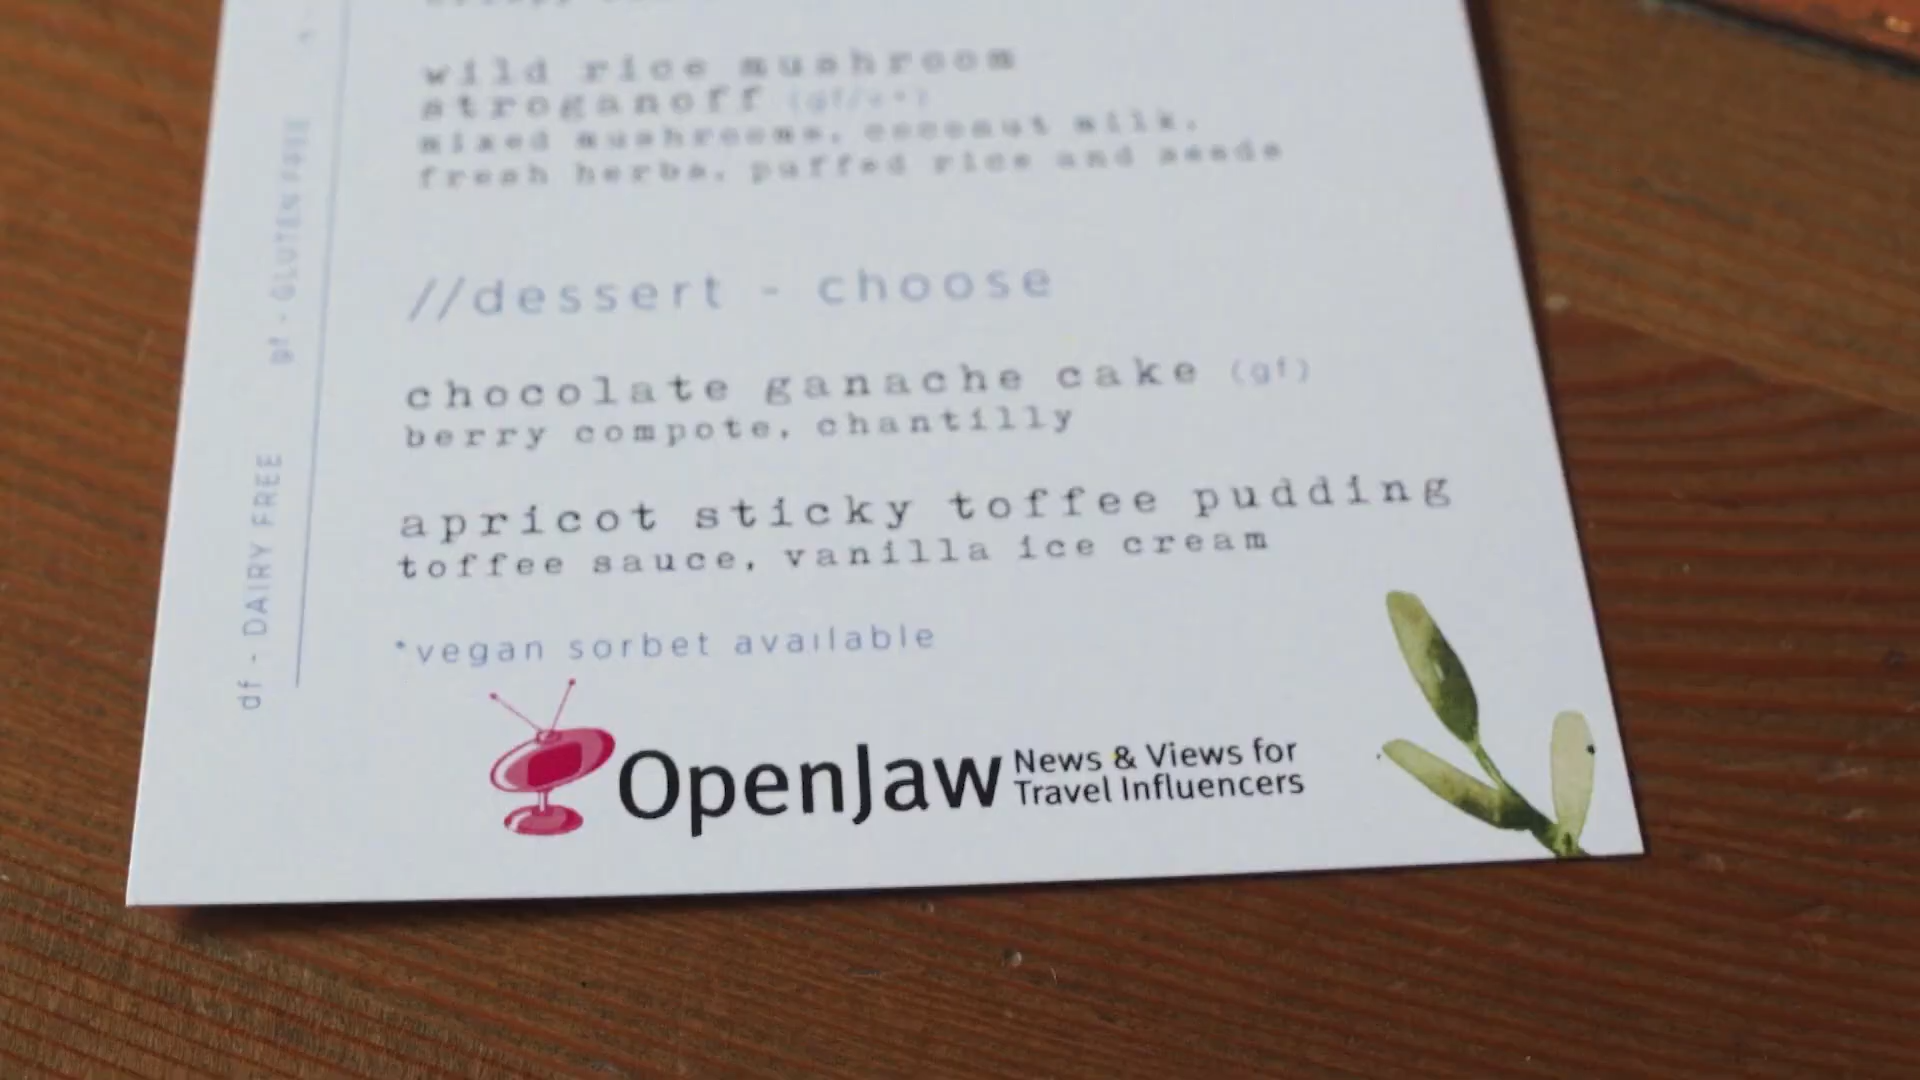 wild rice mushroom
stroganoff (gf/v*)
mixed mushrooms, coconut milk,
fresh herbs, puffed rice and seeds
//dessert - choose
chocolate ganache cake (gf)
berry compote, chantilly
apricot sticky toffee pudding
toffee sauce, vanilla ice cream
*vegan sorbet available
df - DAIRY FREE gf - GLUTEN FREE
OpenJaw
News & Views for
Travel Influencers